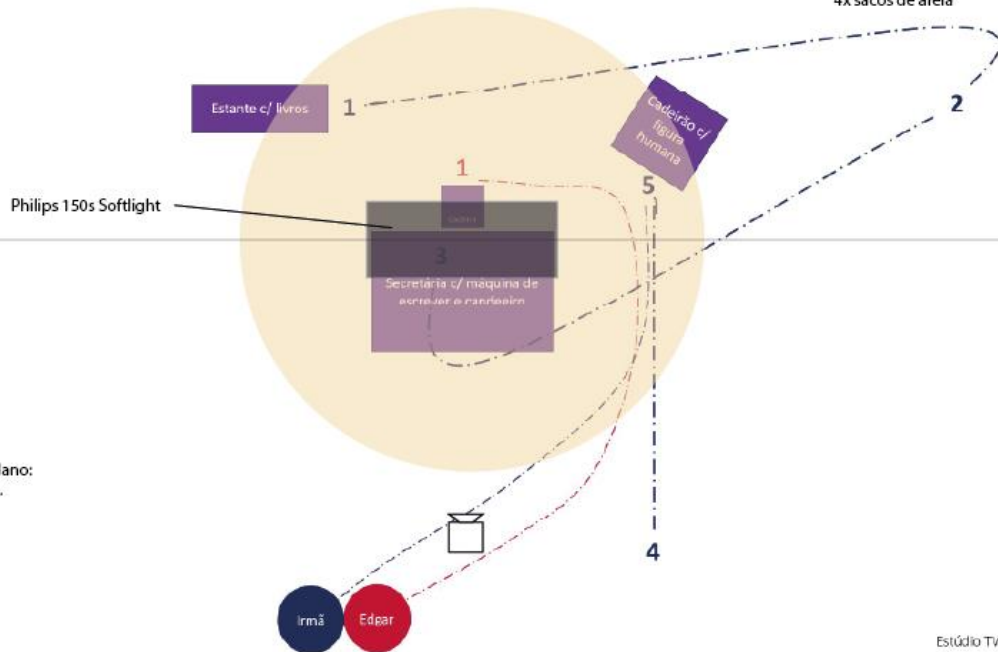 4x sacos de areia
Estante c/ livros
1
Cadeirão c/
figura
humana
2
1
5
Philips 150s Softlight
3
Secretária c/ máquina de
escrever e candeeiro
lano:
4
Irmã
Edgar
Estúdio TV